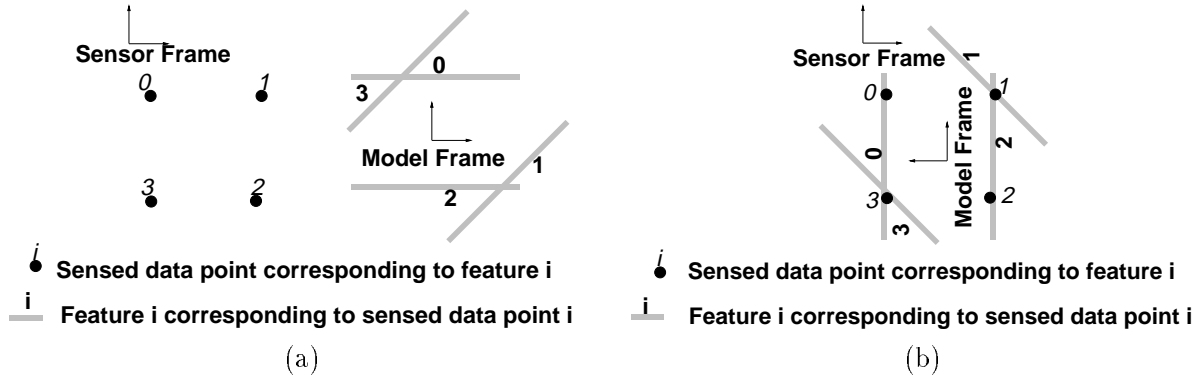 Sensor Frame
0
1
3
2
0
3
Model Frame
1
2
i Sensed data point corresponding to feature i
i Feature i corresponding to sensed data point i
(a)
Sensor Frame
1
0
1
Model Frame
0
2
3
2
3
i Sensed data point corresponding to feature i
i Feature i corresponding to sensed data point i
(b)